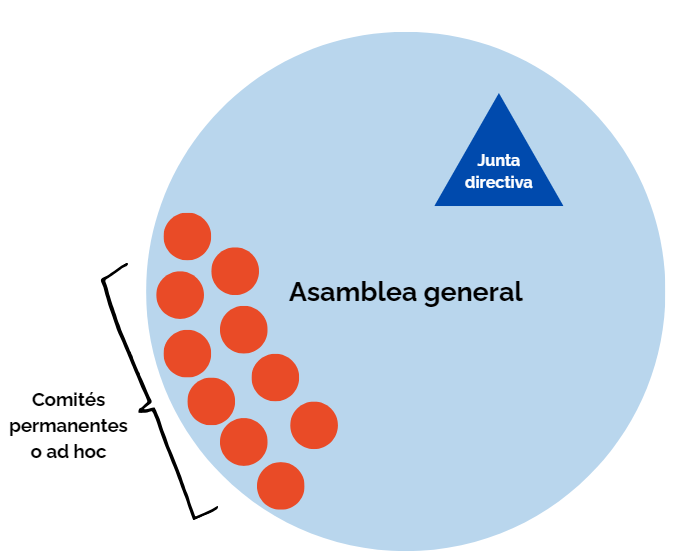 Junta
directiva
Asamblea general
Comités
permanentes
o ad hoc